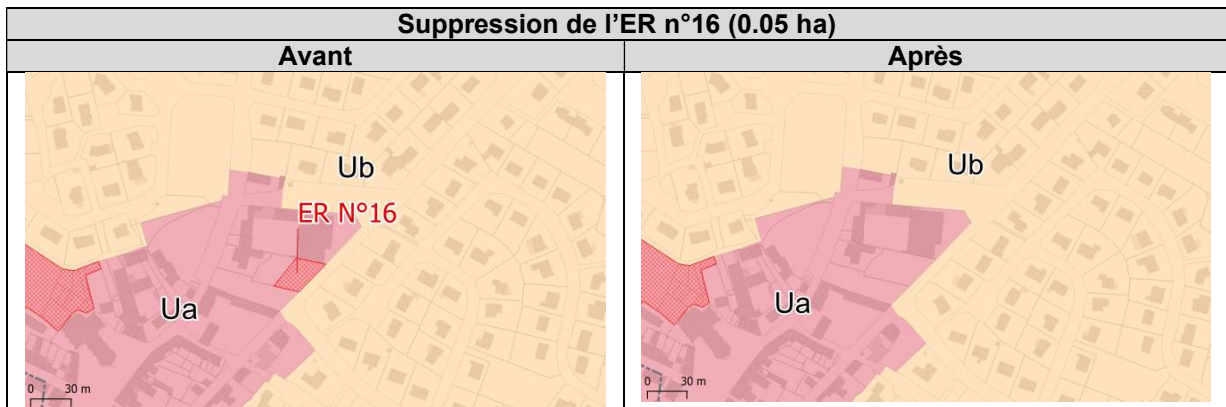 Suppression de l'ER n°16 (0.05 ha)
Avant
Après
Ub
ER N°16
Ua
0 30 m
Ub
Ua
0 30 m